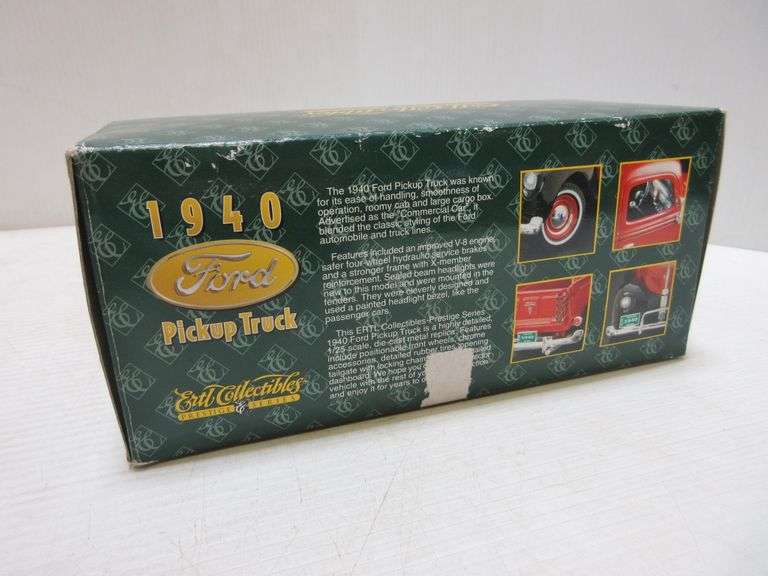 1940
Ford
Pickup Truck
Ertl Collectibles
PRESTIGE SERIES
The 1940 Ford Pickup Truck was known
for its ease of handling, smoothness of
operation, roomy cab and large cargo box.
Advertised as the "Commercial Car", it
blended the classic styling of the Ford
automobile and truck lines.
Features included an improved V-8 engine,
safer four wheel hydraulic service brakes
and a stronger frame with X-member
reinforcement. Sealed beam headlights were
new to this model and were mounted in the
fenders. They were cleverly designed and
used a painted headlight bezel, like the
passenger cars.
This ERTL Collectibles Prestige Series
1940 Ford Pickup Truck is a highly detailed,
1/25 scale, die-cast metal replica. Features
include positionable front wheels, chrome
accessories, detailed rubber tires, opening
tailgate with locking
dashboard. We hope you
vehicle with the rest of
and enjoy it for years to